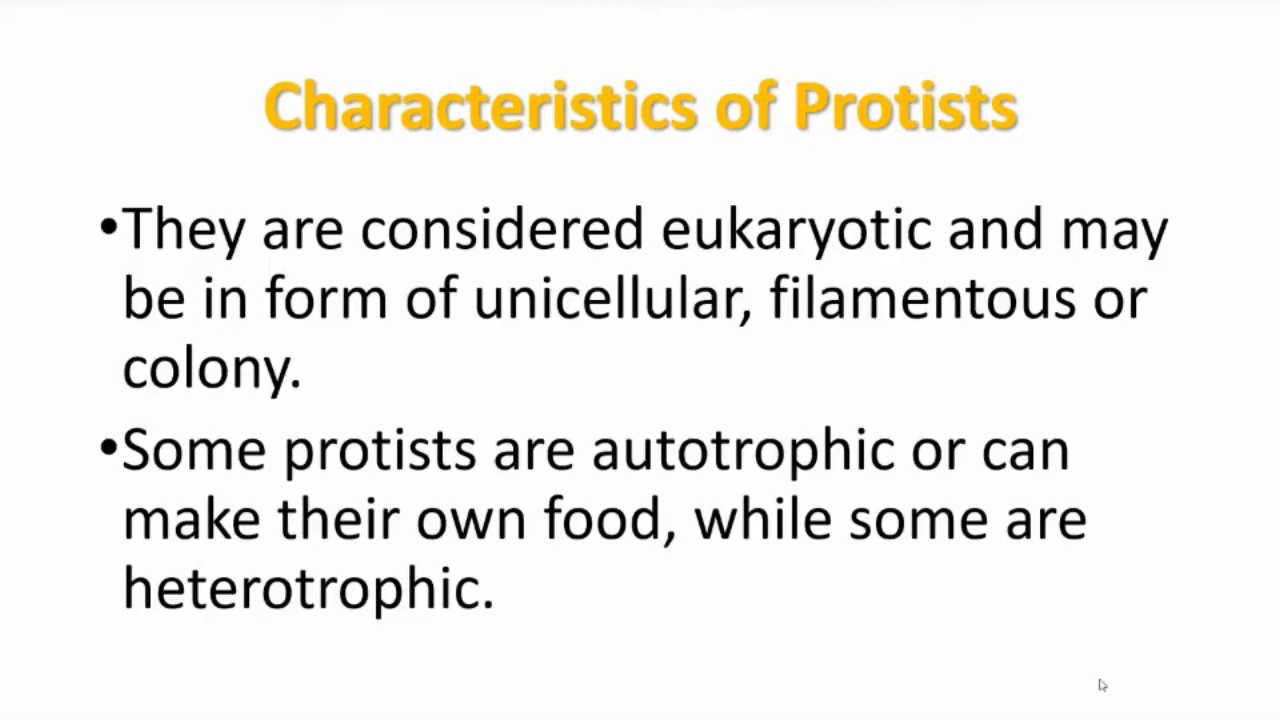 Characteristics of Protists
•They are considered eukaryotic and may
be in form of unicellular, filamentous or
colony.
•Some protists are autotrophic or can
make their own food, while some are
heterotrophic.